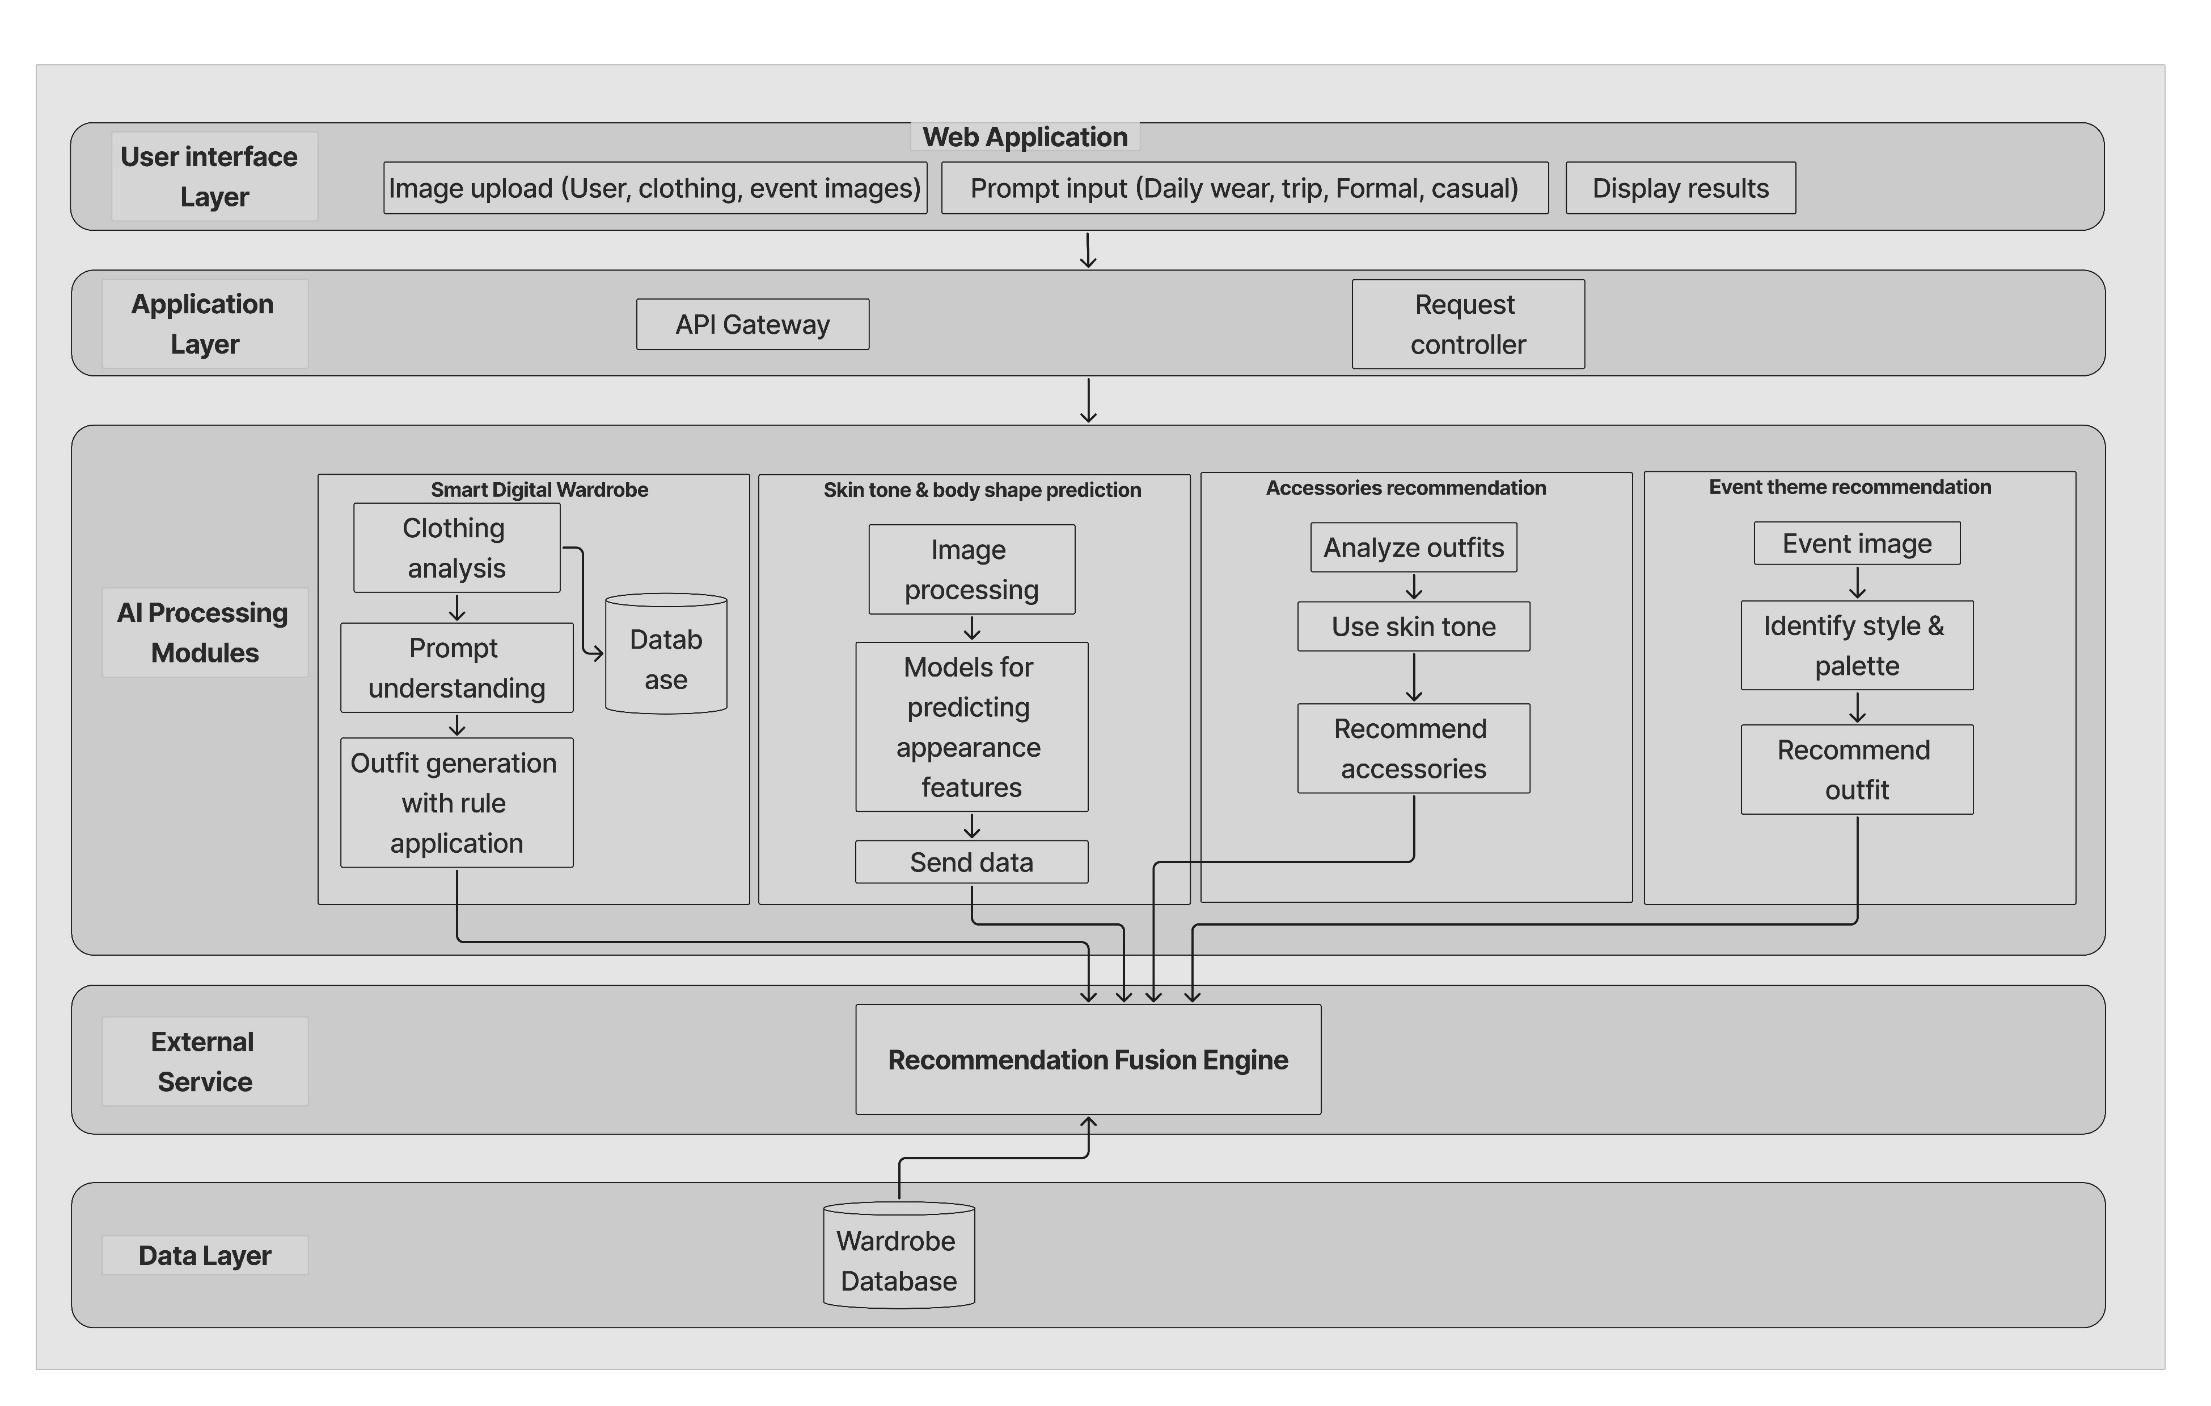 Web Application
User interface
Layer
Image upload (User, clothing, event images)
Prompt input (Daily wear, trip, Formal, casual)
Display results
Application
Layer
API Gateway
Request
controller
AI Processing
Modules
Smart Digital Wardrobe
Clothing
analysis
Prompt
understanding
Outfit generation
with rule
application
Datab
ase
Skin tone & body shape prediction
Image
processing
Models for
predicting
appearance
features
Send data
Accessories recommendation
Analyze outfits
Use skin tone
Recommend
accessories
Event theme recommendation
Event image
Identify style &
palette
Recommend
outfit
External
Service
Recommendation Fusion Engine
Data Layer
Wardrobe
Database